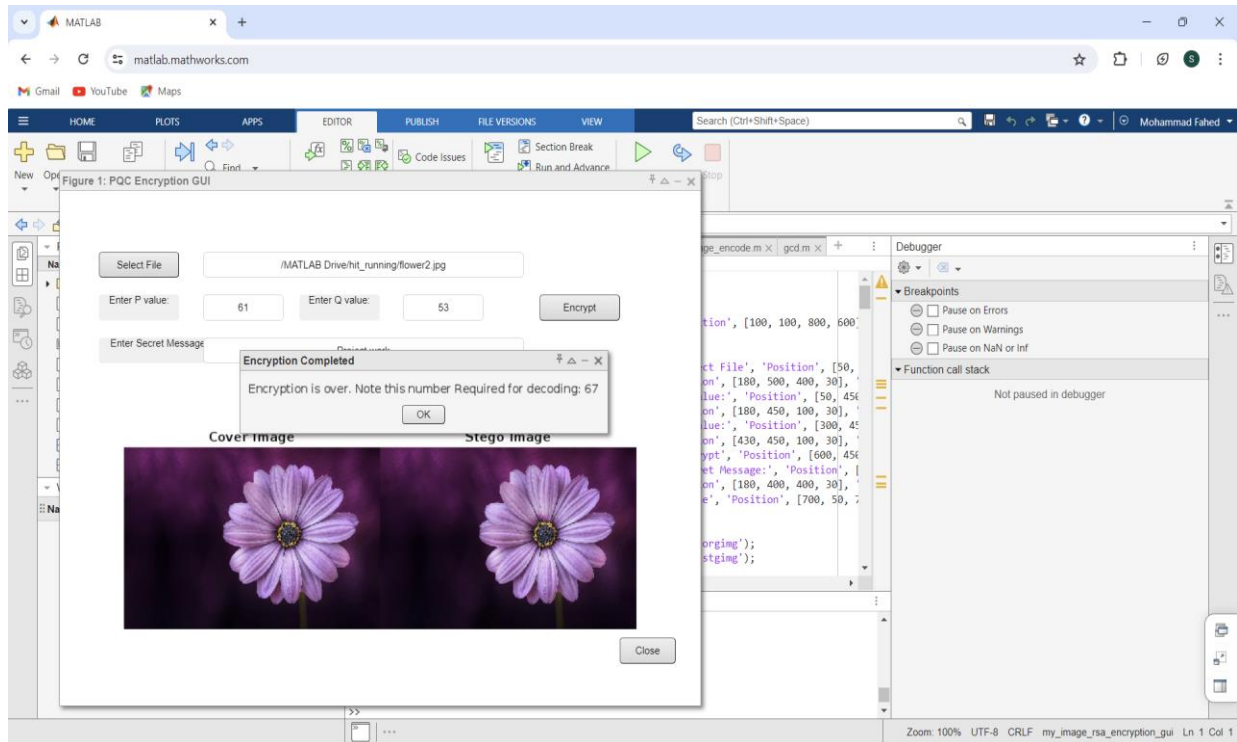 MATLAB
matlab.mathworks.com
Gmail YouTube Maps
HOME PLOTS APPS EDITOR PUBLISH FILE VERSIONS VIEW Search (Ctrl+Shift+Space) Mohammad Fahed
New Find Code Issues Section Break Run and Advance Stop
Figure 1: PQC Encryption GUI
age_encode.m gcd.m Debugger
Select File /MATLAB Drive/hit_running/flower2.jpg
Breakpoints
Enter P value: 61 Enter Q value: 53 Encrypt
Pause on Errors
tion', [100, 100, 800, 600]
Pause on Warnings
Enter Secret Message
Pause on NaN or Inf
Encryption Completed
ct File', 'Position', [50,
Function call stack
on', [180, 500, 400, 30], '
Encryption is over. Note this number Required for decoding: 67
lue:', 'Position', [50, 450
Not paused in debugger
on', [180, 450, 100, 30], '
OK
lue:', 'Position', [300, 45
on', [430, 450, 100, 30], '
Cover Image Stego Image
ypt', 'Position', [600, 450
et Message:', 'Position', [
on', [180, 400, 400, 30], '
e', 'Position', [700, 50, 7
orgimg');
stgimg');
Close
>>
Zoom: 100% UTF-8 CRLF my_image_rsa_encryption_gui Ln 1 Col 1